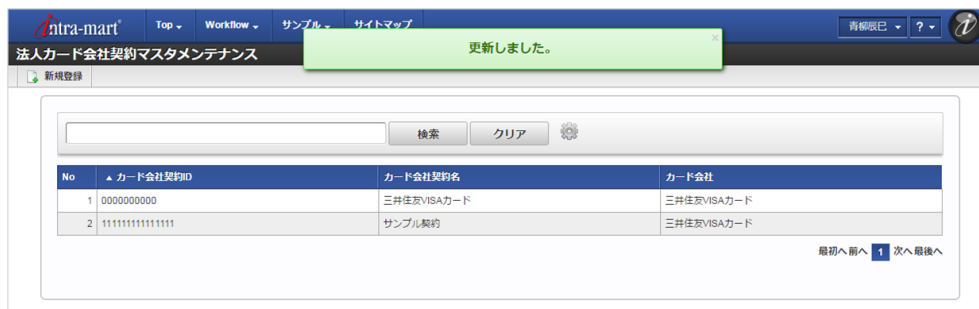 intra-mart Top Workflow サンプル サイトマップ 青柳辰巳 ?
更新しました。 ×
法人カード会社契約マスタメンテナンス
新規登録
検索 クリア
No ▲ カード会社契約ID カード会社契約名 カード会社
1 0000000000 三井住友VISAカード 三井住友VISAカード
2 111111111111111 サンプル契約 三井住友VISAカード
最初へ 前へ 1 次へ 最後へ